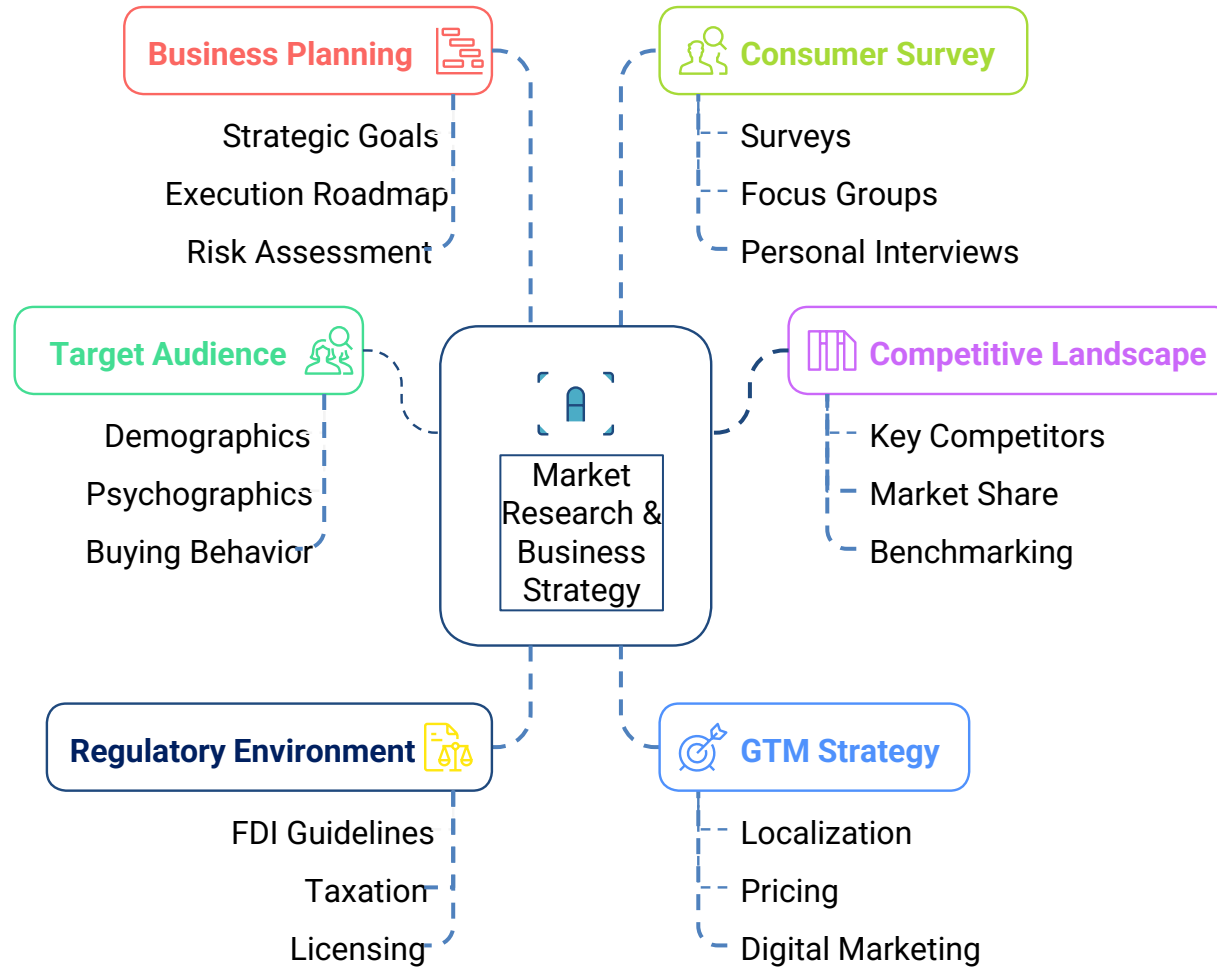 Business Planning
Strategic Goals
Execution Roadmap
Risk Assessment
Consumer Survey
Surveys
Focus Groups
Personal Interviews
Target Audience
Demographics
Psychographics
Buying Behavior
Market
Research &
Business
Strategy
Competitive Landscape
Key Competitors
Market Share
Benchmarking
Regulatory Environment
FDI Guidelines
Taxation
Licensing
GTM Strategy
Localization
Pricing
Digital Marketing